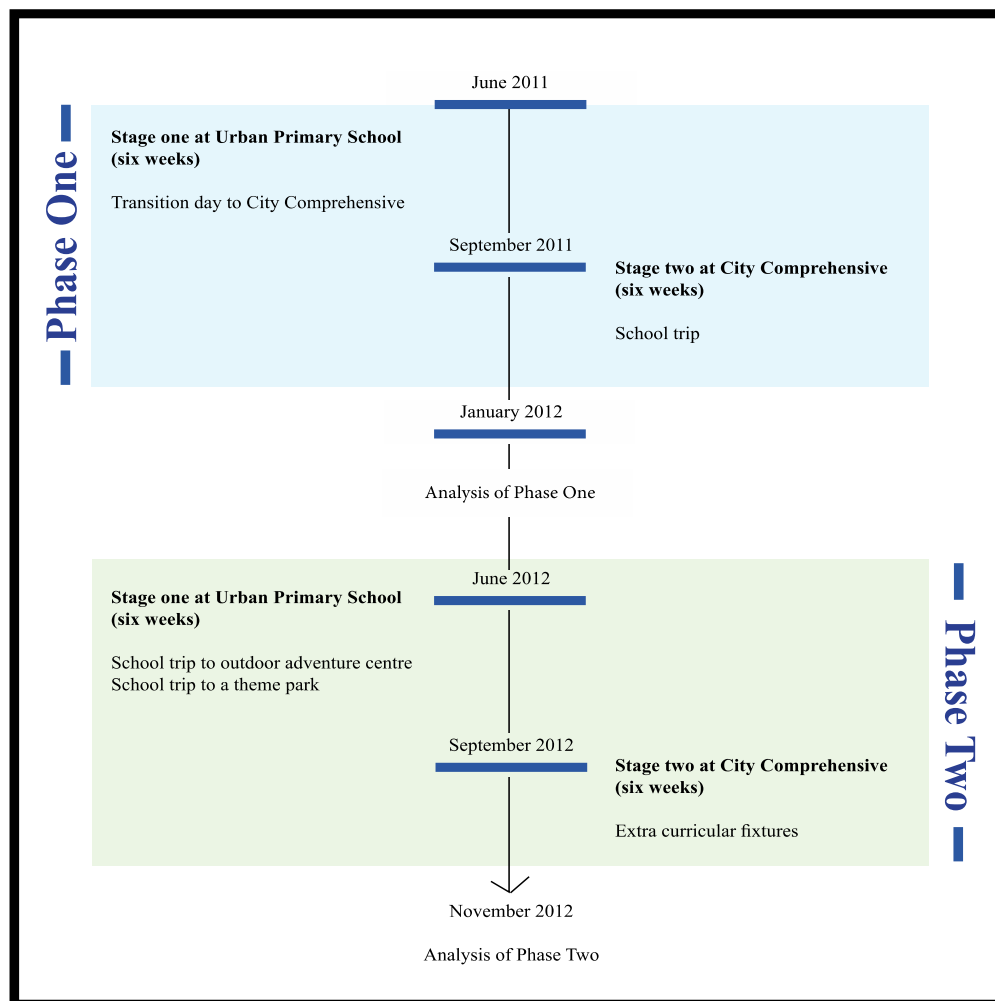 June 2011
Phase One
Stage one at Urban Primary School
(six weeks)
Transition day to City Comprehensive
September 2011
Stage two at City Comprehensive
(six weeks)
School trip
January 2012
Analysis of Phase One
June 2012
Phase Two
Stage one at Urban Primary School
(six weeks)
School trip to outdoor adventure centre
School trip to a theme park
September 2012
Stage two at City Comprehensive
(six weeks)
Extra curricular fixtures
November 2012
Analysis of Phase Two